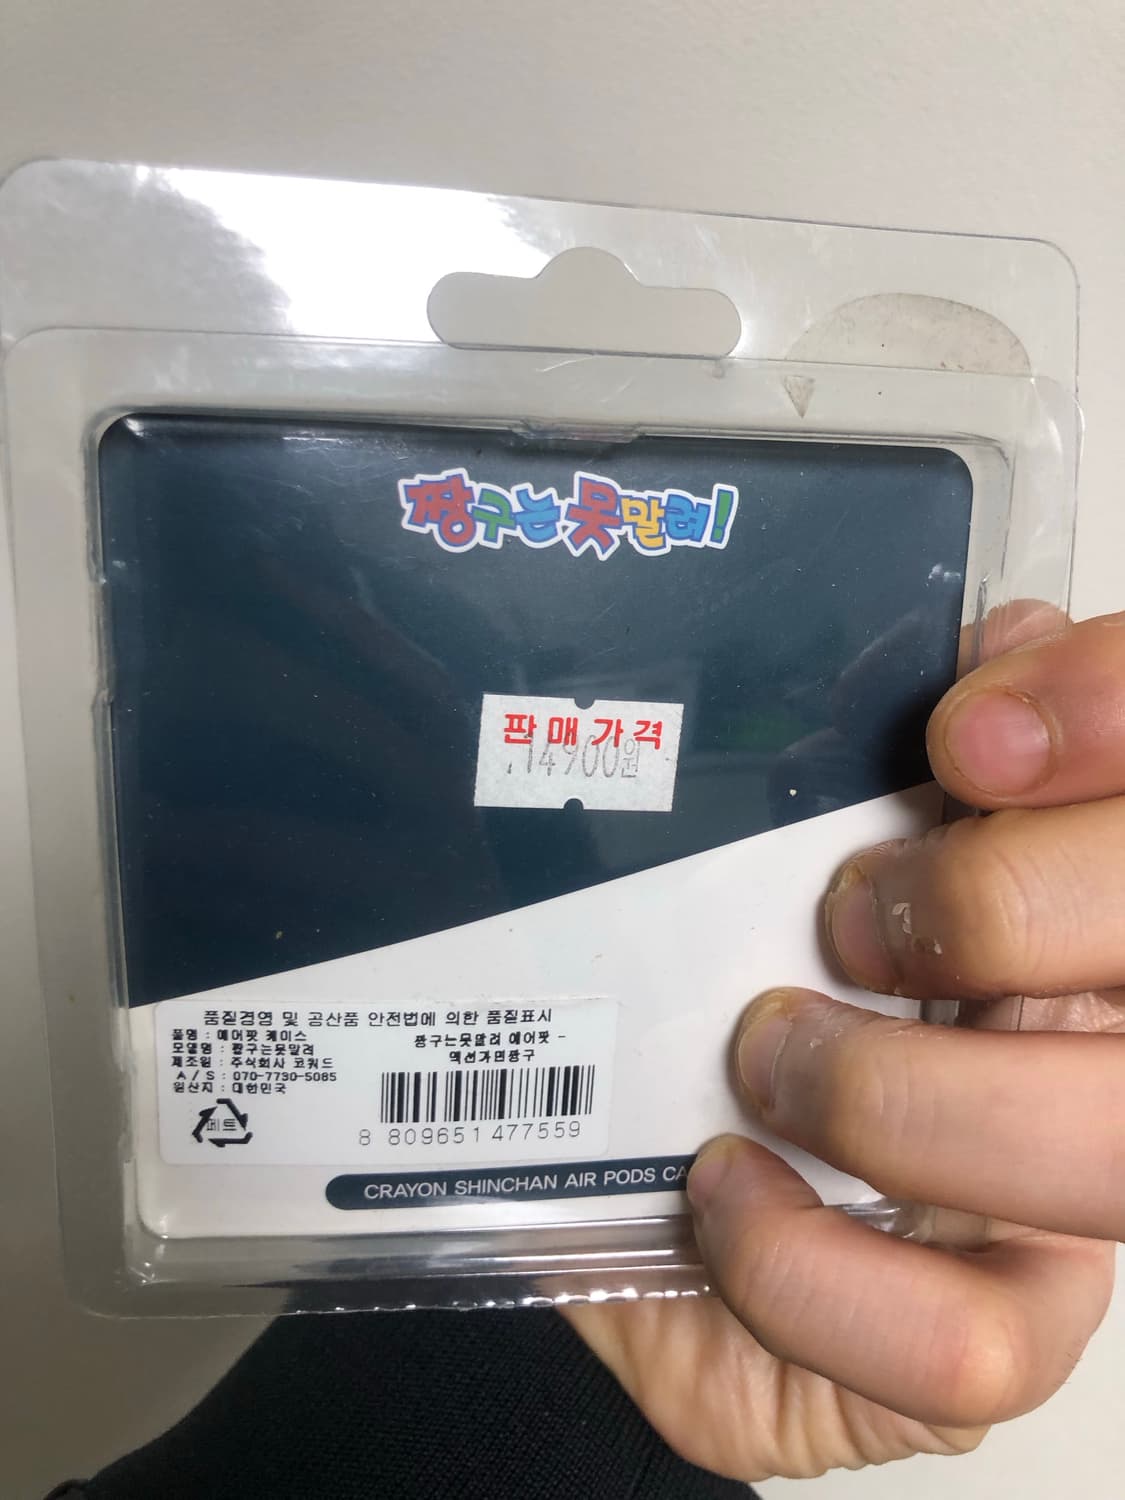 짱구는못말려!
판매가격
14900원
품질경영 및 공산품 안전법에 의한 품질표시
품명 : 에어팟 케이스
모델명 : 짱구는못말려
제조원 : 주식회사 코쿼드
A/S : 070-7730-5085
원산지 : 대한민국
페트
짱구는못말려 에어팟 -
액션가면짱구
8 809651 477559
CRAYON SHINCHAN AIR PODS CA